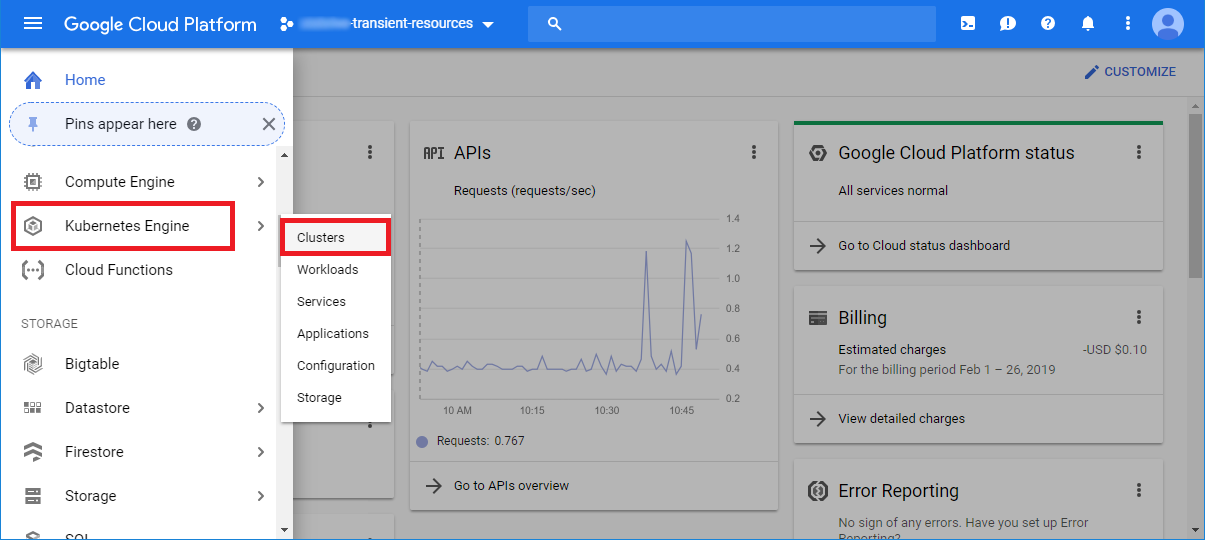 Google Cloud Platform
-transient-resources
Home
Pins appear here
Compute Engine
Kubernetes Engine
Cloud Functions
STORAGE
Bigtable
Datastore
Firestore
Storage
Clusters
Workloads
Services
Applications
Configuration
Storage
CUSTOMIZE
API APIs
Requests (requests/sec)
1.4
1.2
1.0
0.8
0.6
0.4
0.2
10 AM 10:15 10:30 10:45
Requests: 0.767
Go to APIs overview
Google Cloud Platform status
All services normal
Go to Cloud status dashboard
Billing
Estimated charges -USD $0.10
For the billing period Feb 1 – 26, 2019
View detailed charges
Error Reporting
No sign of any errors. Have you set up Error
Reporting?